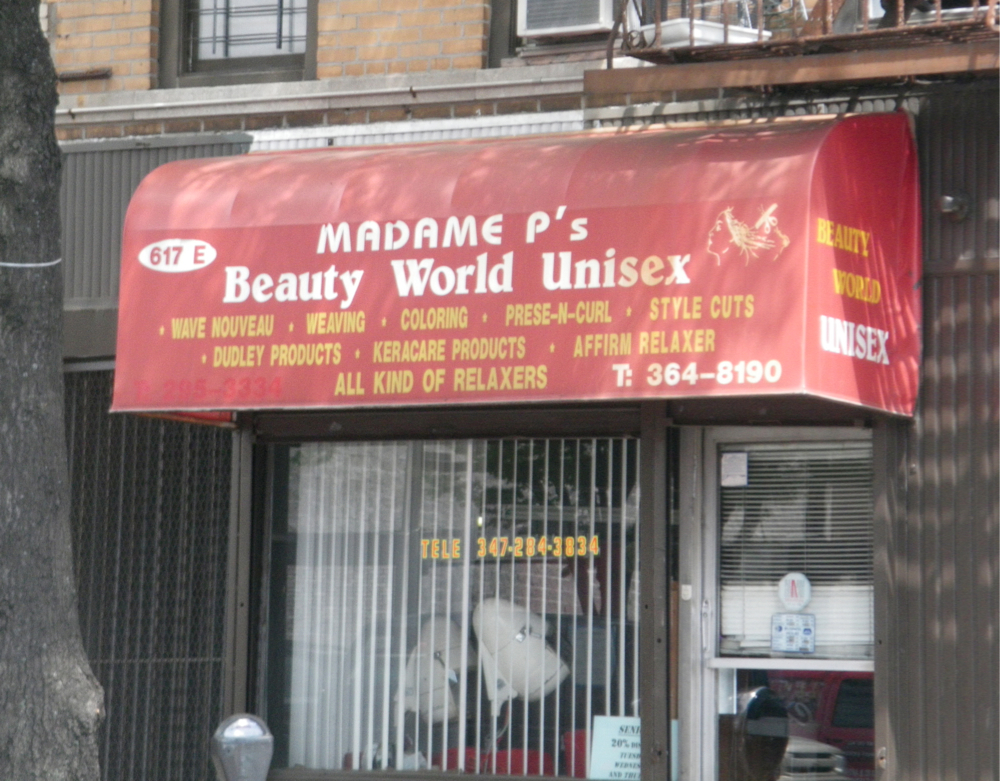 617 E
MADAME P's
Beauty World Unisex
• WAVE NOUVEAU • WEAVING • COLORING • PRESE-N-CURL • STYLE CUTS
• DUDLEY PRODUCTS • KERACARE PRODUCTS • AFFIRM RELAXER
ALL KIND OF RELAXERS
T: 364-8190
BEAUTY
WORLD
UNISEX
TELE 347-284-3834
20%